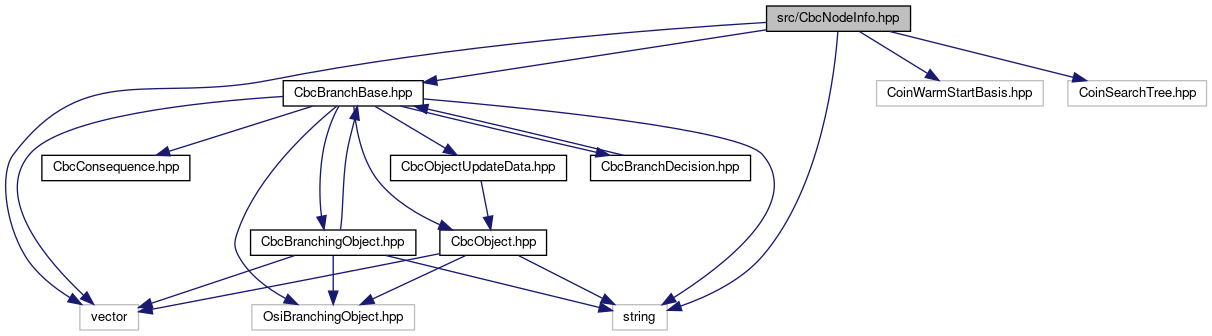 src/CbcNodeInfo.hpp
CbcBranchBase.hpp
CoinWarmStartBasis.hpp
CoinSearchTree.hpp
CbcConsequence.hpp
CbcObjectUpdateData.hpp
CbcBranchDecision.hpp
CbcBranchingObject.hpp
CbcObject.hpp
vector
OsiBranchingObject.hpp
string